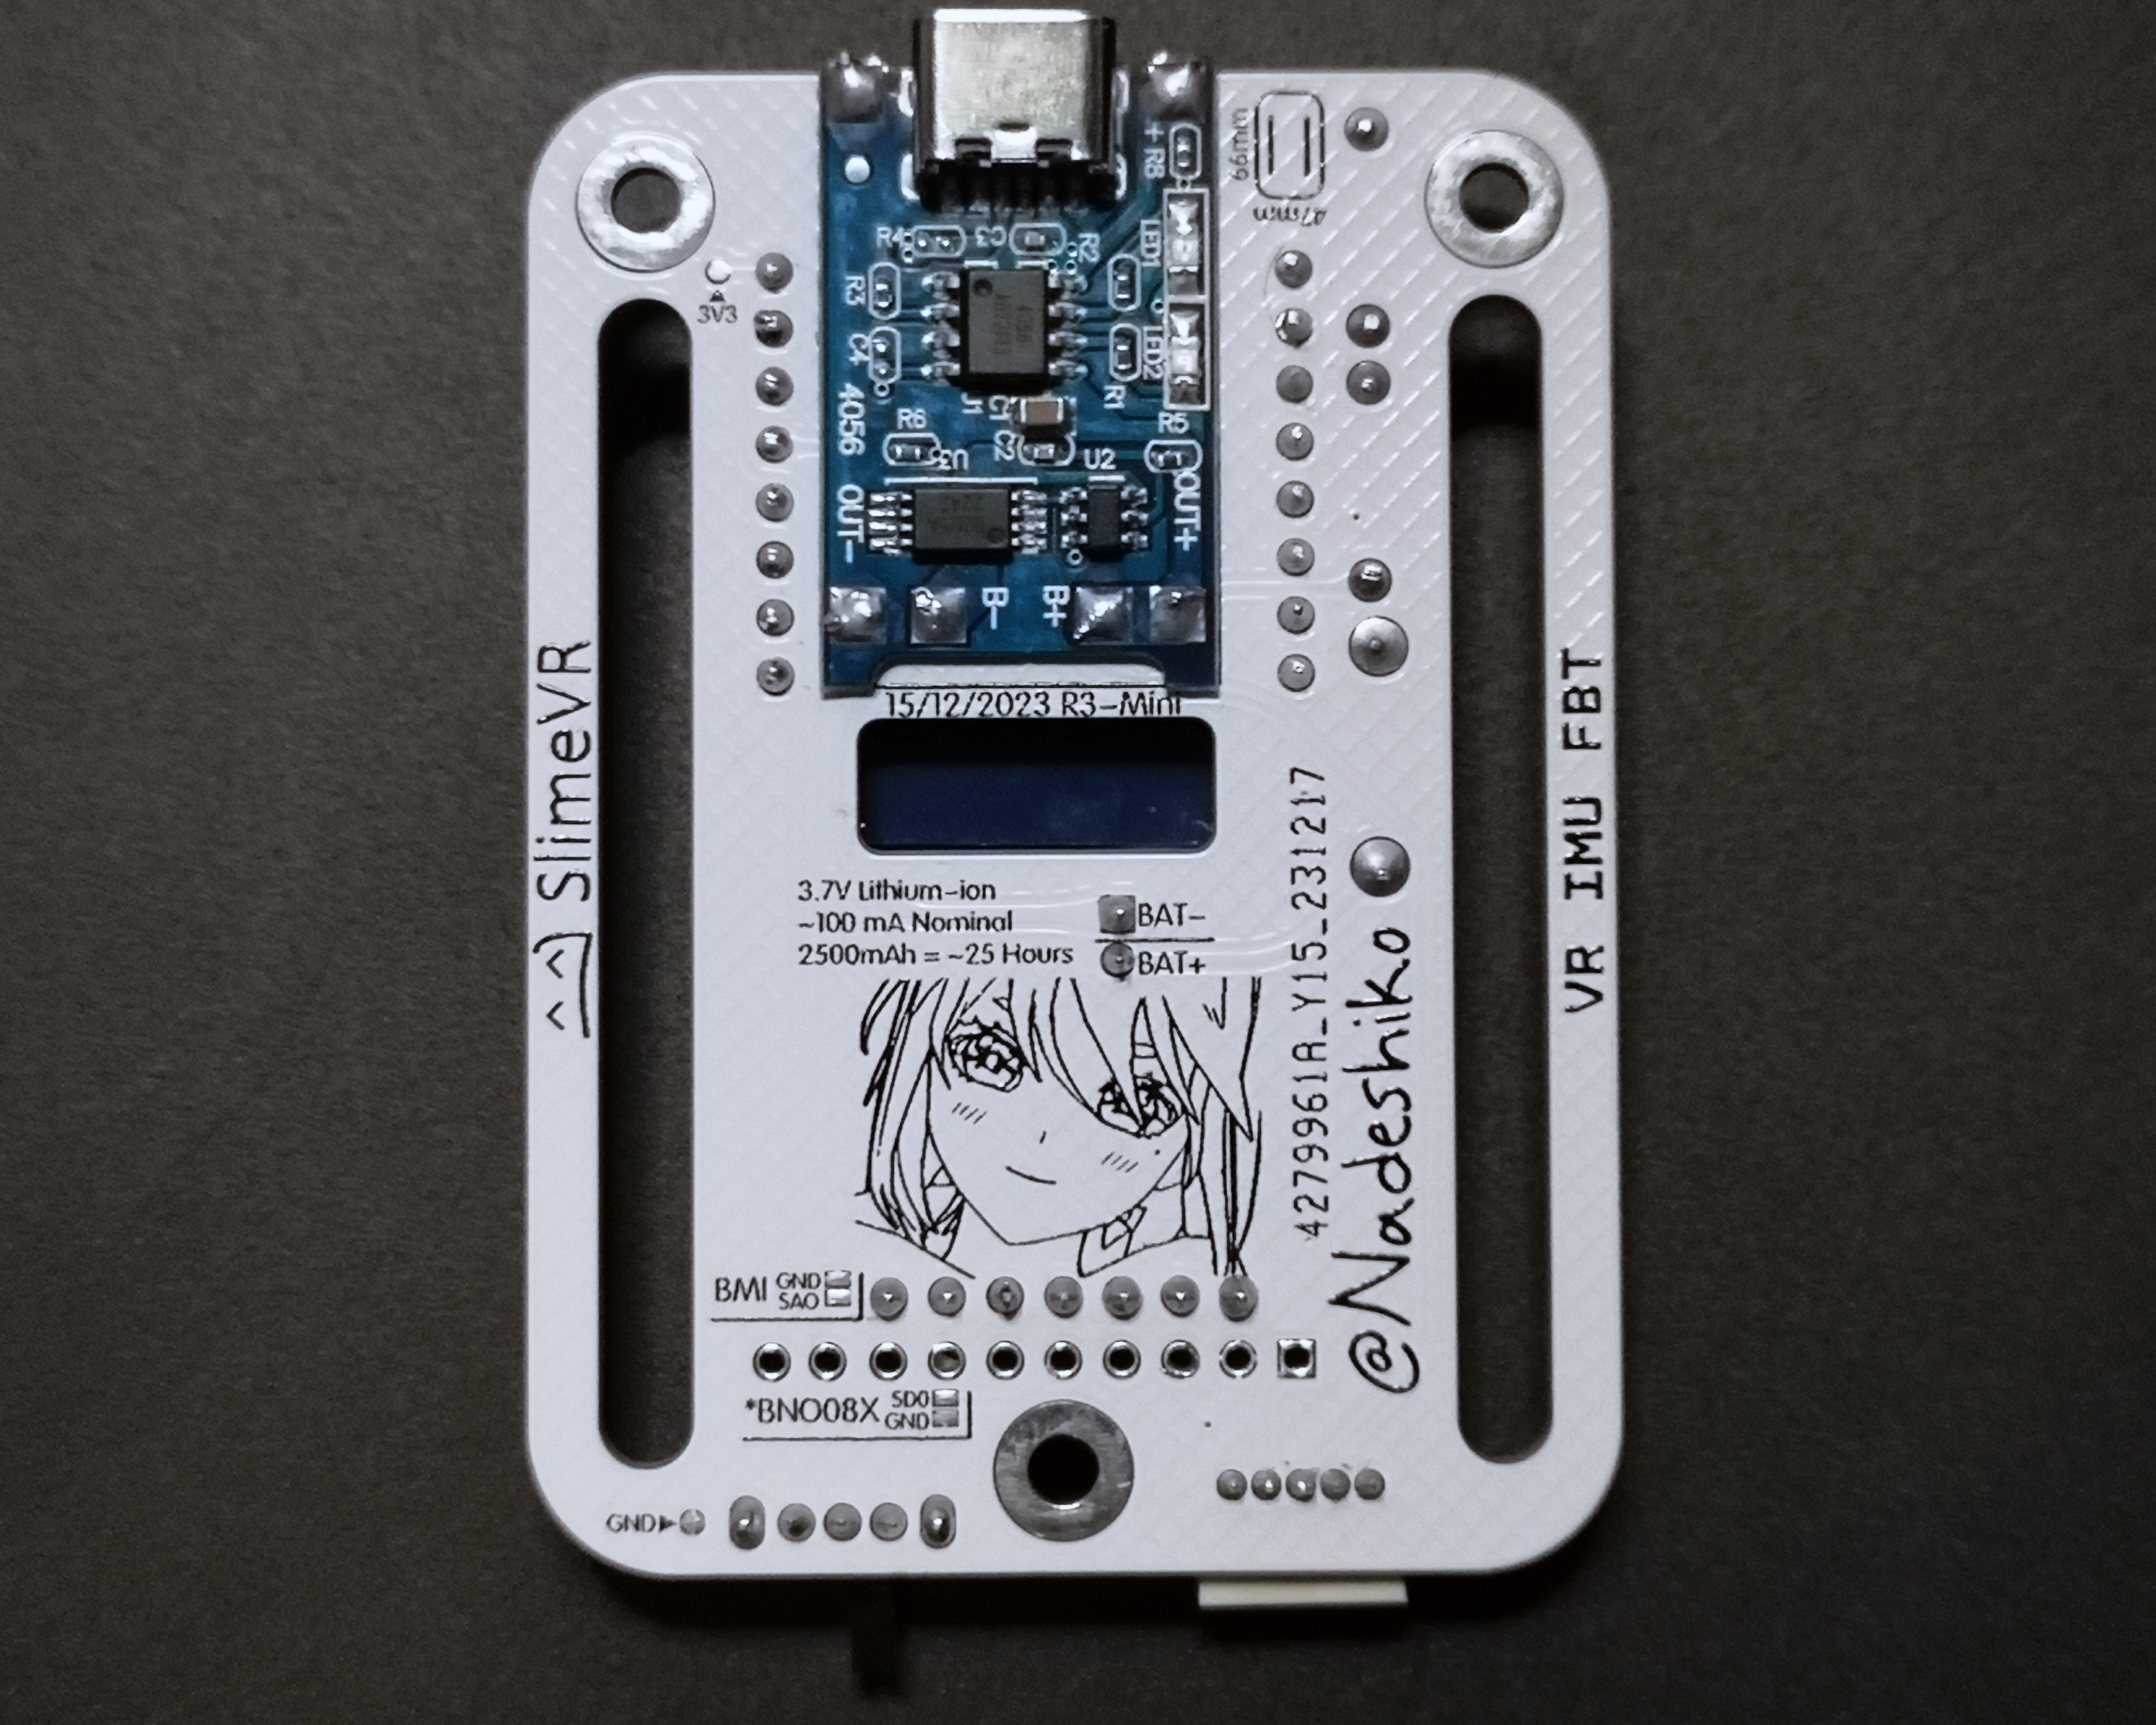 + R8
66mm
47mm
R4
C3
R2
LED1
3V3
R3
C4
LED2
R1
C1
4056
R6
C2
U3
U2
R5
OUT-
OUT+
B-
B+
15/12/2023 R3-Mini
SlimeVR
VR IMU FBT
3.7V Lithium-ion
~100 mA Nominal
2500mAh = ~25 Hours
BAT-
BAT+
4279961A_Y15_231217
@Nadeshiko
BMI GND
SAO
*BNO08X SDO
GND
GND